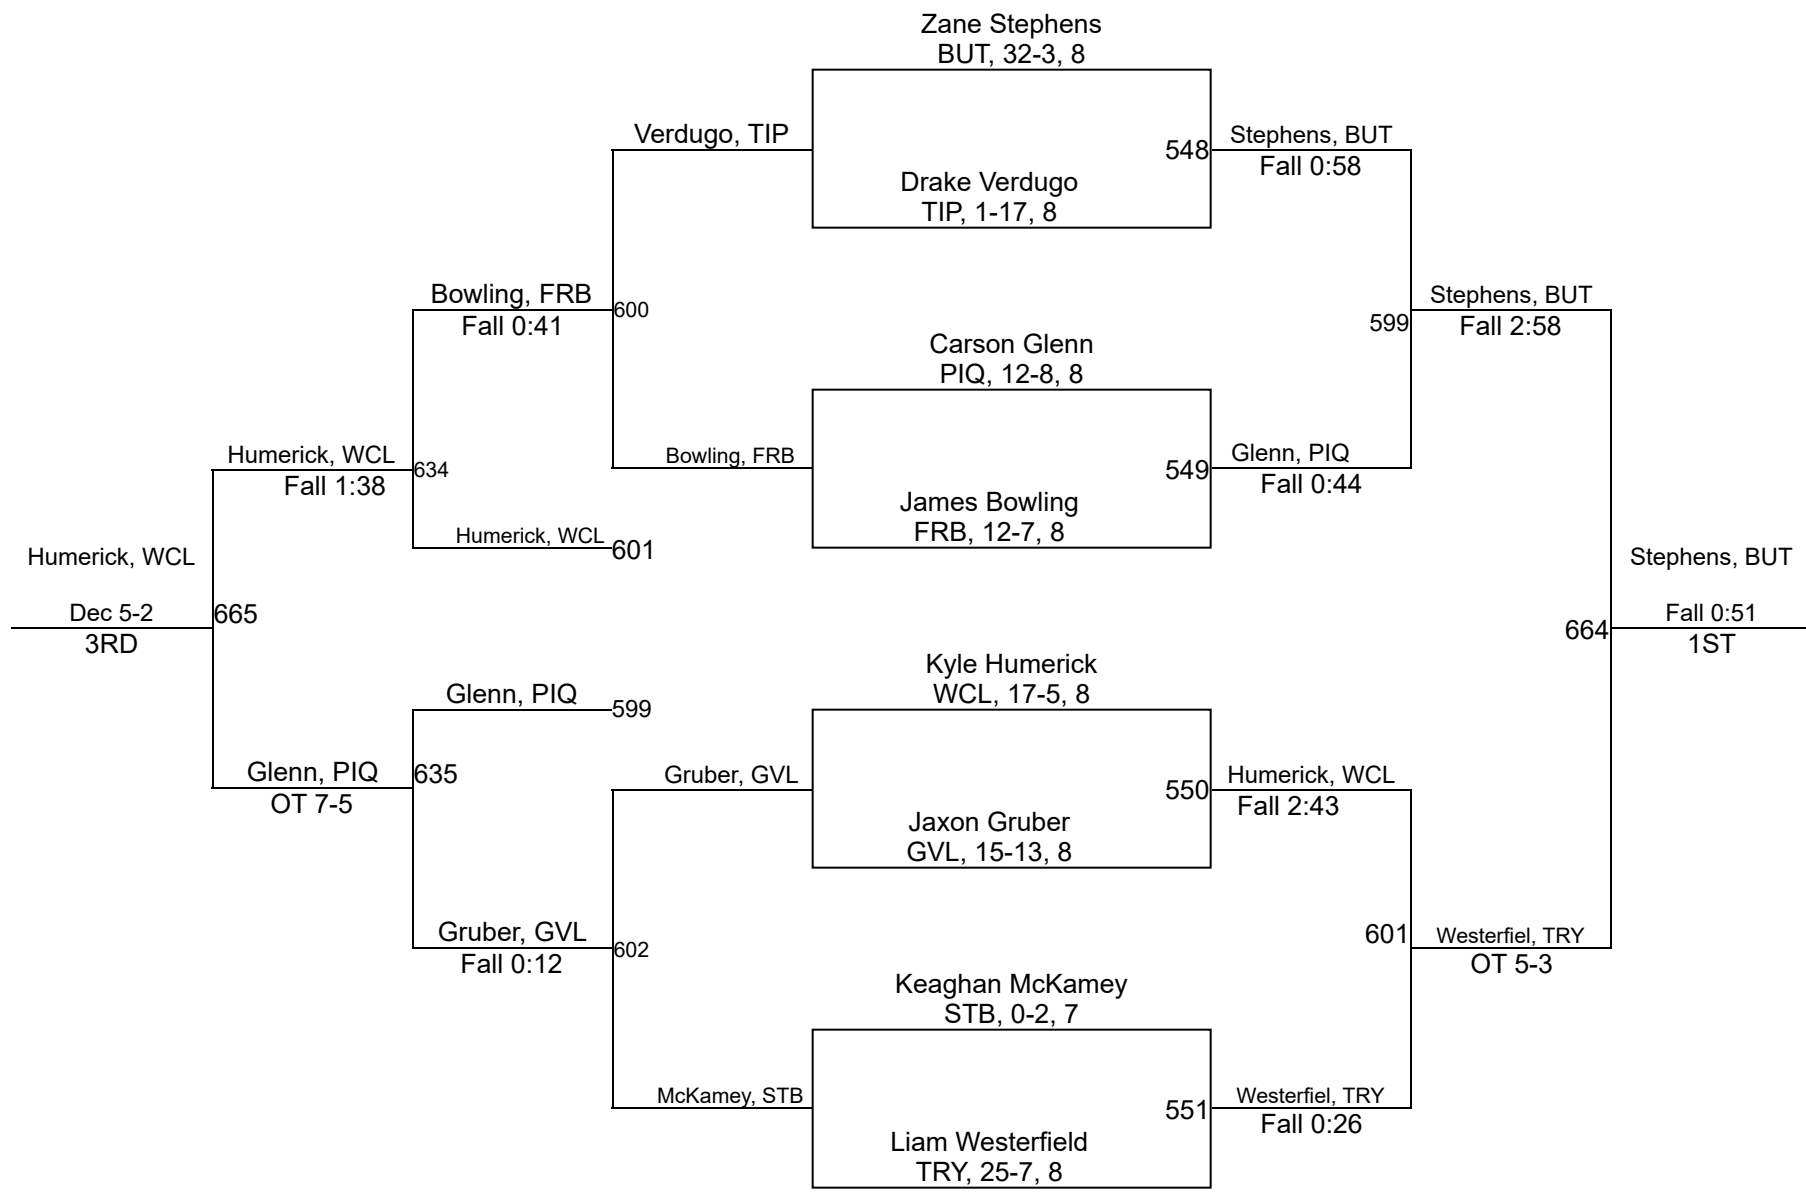 Zane Stephens
BUT, 32-3, 8
Verdugo, TIP
548
Stephens, BUT
Fall 0:58
Drake Verdugo
TIP, 1-17, 8
Bowling, FRB
Fall 0:41
600
599
Stephens, BUT
Fall 2:58
Carson Glenn
PIQ, 12-8, 8
Humerick, WCL
Fall 1:38
634
Bowling, FRB
549
Glenn, PIQ
Fall 0:44
James Bowling
FRB, 12-7, 8
Humerick, WCL
601
Humerick, WCL
Dec 5-2
3RD
665
Stephens, BUT
664
Fall 0:51
1ST
Kyle Humerick
WCL, 17-5, 8
Glenn, PIQ
599
Glenn, PIQ
OT 7-5
635
Gruber, GVL
550
Humerick, WCL
Fall 2:43
Jaxon Gruber
GVL, 15-13, 8
Gruber, GVL
Fall 0:12
602
601
Westerfiel, TRY
OT 5-3
Keaghan McKamey
STB, 0-2, 7
McKamey, STB
551
Westerfiel, TRY
Fall 0:26
Liam Westerfield
TRY, 25-7, 8